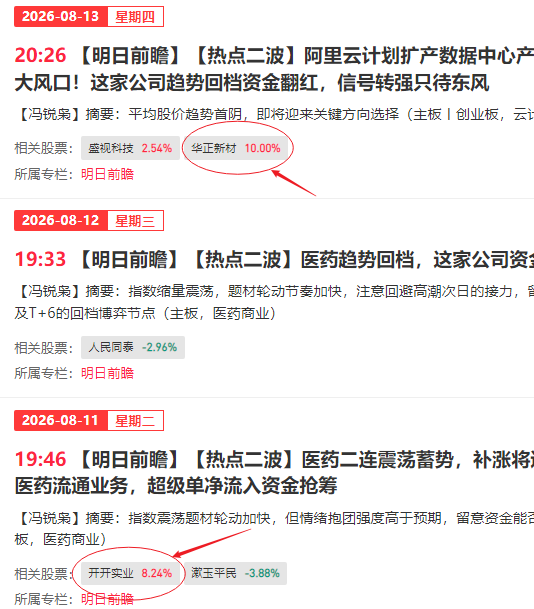 2026-08-13 星期四
20:26 【明日前瞻】【热点二波】阿里云计划扩产数据中心产
大风口！这家公司趋势回档资金翻红，信号转强只待东风
【冯锐枭】摘要：平均股价趋势首阴，即将迎来关键方向选择（主板丨创业板，云计
相关股票： 盛视科技 2.54% 华正新材 10.00%
所属专栏：明日前瞻
2026-08-12 星期三
19:33 【明日前瞻】【热点二波】医药趋势回档，这家公司资金
【冯锐枭】摘要：指数缩量震荡，题材轮动节奏加快，注意回避高潮次日的接力，留
及T+6的回档博弈节点（主板，医药商业）
相关股票： 人民同泰 -2.96%
所属专栏：明日前瞻
2026-08-11 星期二
19:46 【明日前瞻】【热点二波】医药二连震荡蓄势，补涨将
医药流通业务，超级单净流入资金抢筹
【冯锐枭】摘要：指数震荡题材轮动加快，但情绪抱团强度高于预期，留意资金能否
板，医药商业）
相关股票： 开开实业 8.24% 漱玉平民 -3.88%
所属专栏：明日前瞻